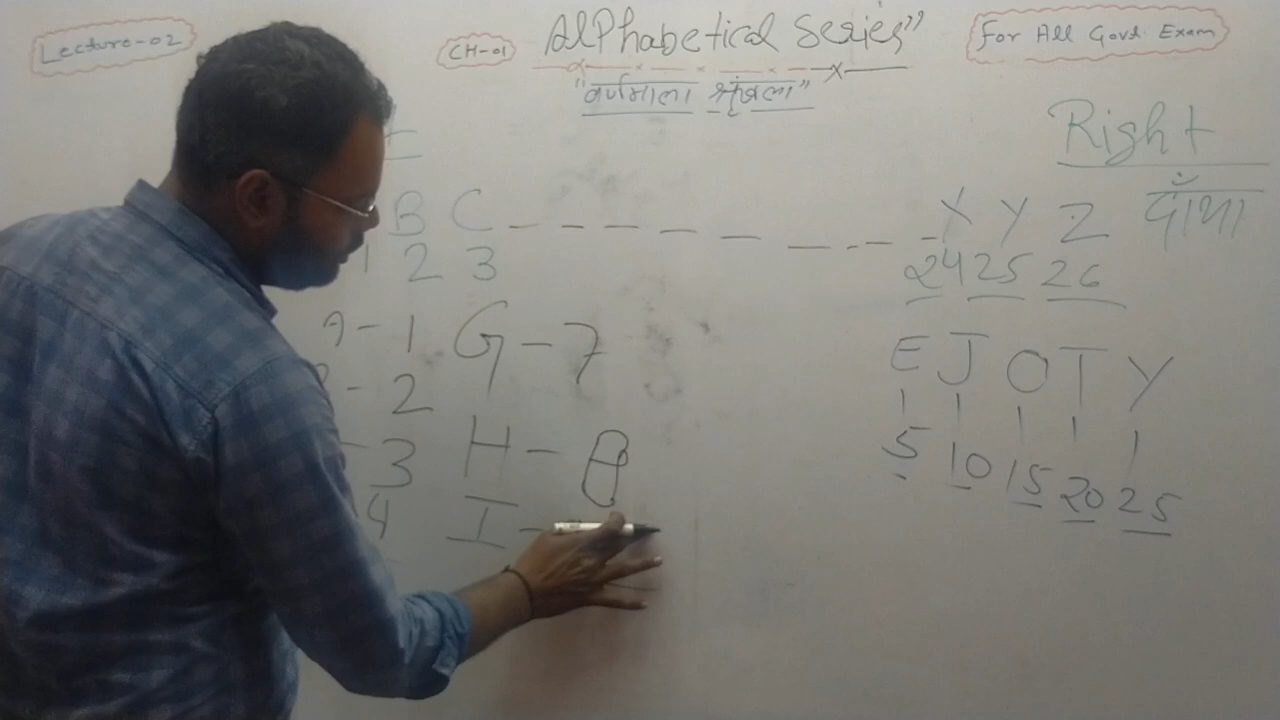 Lecture-02
CH-01
Alphabetical Series"
For All Govt. Exam
"वर्णमाला श्रृंखला"
Right
दाँया
B C _ _ _ _ _ _ _ _ X Y Z
1 2 3 24 25 26
A - 1 G - 7
- 2 H - 8
- 3 I -
4
E J O T Y
5 10 15 20 25